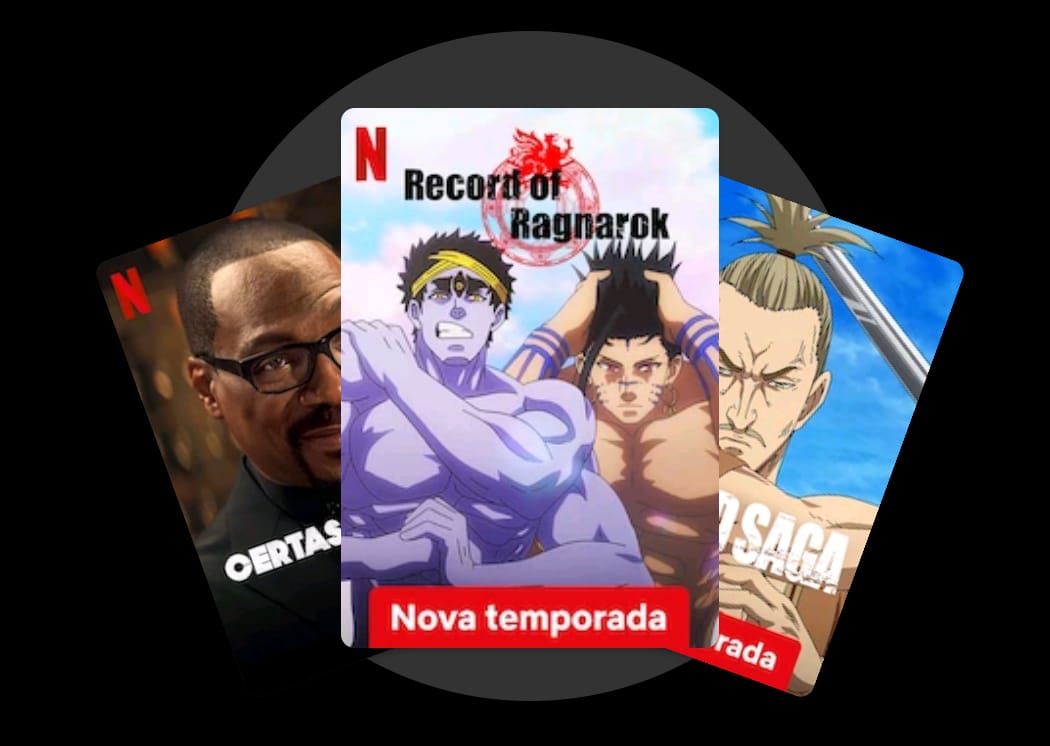 N
CERTAS
N
Record of
Ragnarok
Nova temporada
SAGA
rada